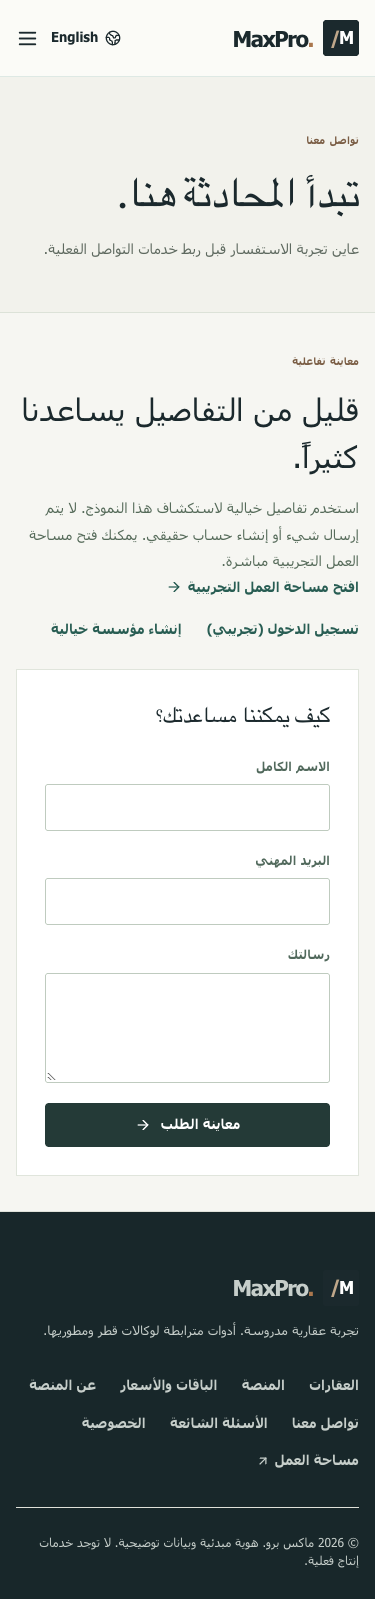 M/ MaxPro. English
تواصل معنا
تبدأ المحادثة هنا.
عاين تجربة الاستفسار قبل ربط خدمات التواصل الفعلية.
معاينة تفاعلية
قليل من التفاصيل يساعدنا
كثيراً.
استخدم تفاصيل خيالية لاستكشاف هذا النموذج. لا يتم
إرسال شيء أو إنشاء حساب حقيقي. يمكنك فتح مساحة
العمل التجريبية مباشرة.
افتح مساحة العمل التجريبية →
تسجيل الدخول (تجريبي) إنشاء مؤسسة خيالية
كيف يمكننا مساعدتك؟
الاسم الكامل
البريد المهني
رسالتك
معاينة الطلب →
M/ MaxPro.
تجربة عقارية مدروسة. أدوات مترابطة لوكالات قطر ومطوريها.
العقارات المنصة الباقات والأسعار عن المنصة
تواصل معنا الأسئلة الشائعة الخصوصية
مساحة العمل ↗
© 2026 ماكس برو. هوية مبدئية وبيانات توضيحية. لا توجد خدمات
إنتاج فعلية.